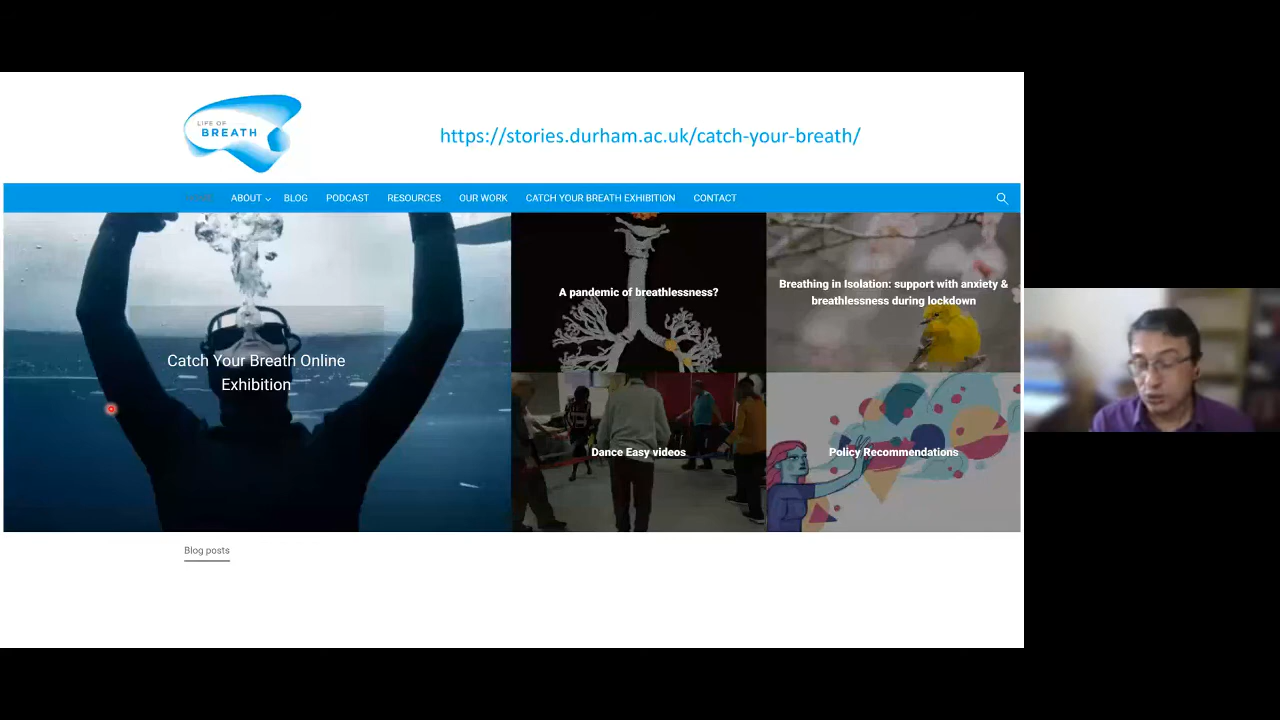 LIFE OF
BREATH
https://stories.durham.ac.uk/catch-your-breath/
HOME ABOUT BLOG PODCAST RESOURCES OUR WORK CATCH YOUR BREATH EXHIBITION CONTACT
Catch Your Breath Online
Exhibition
A pandemic of breathlessness?
Breathing in Isolation: support with anxiety &
breathlessness during lockdown
Dance Easy videos
Policy Recommendations
Blog posts